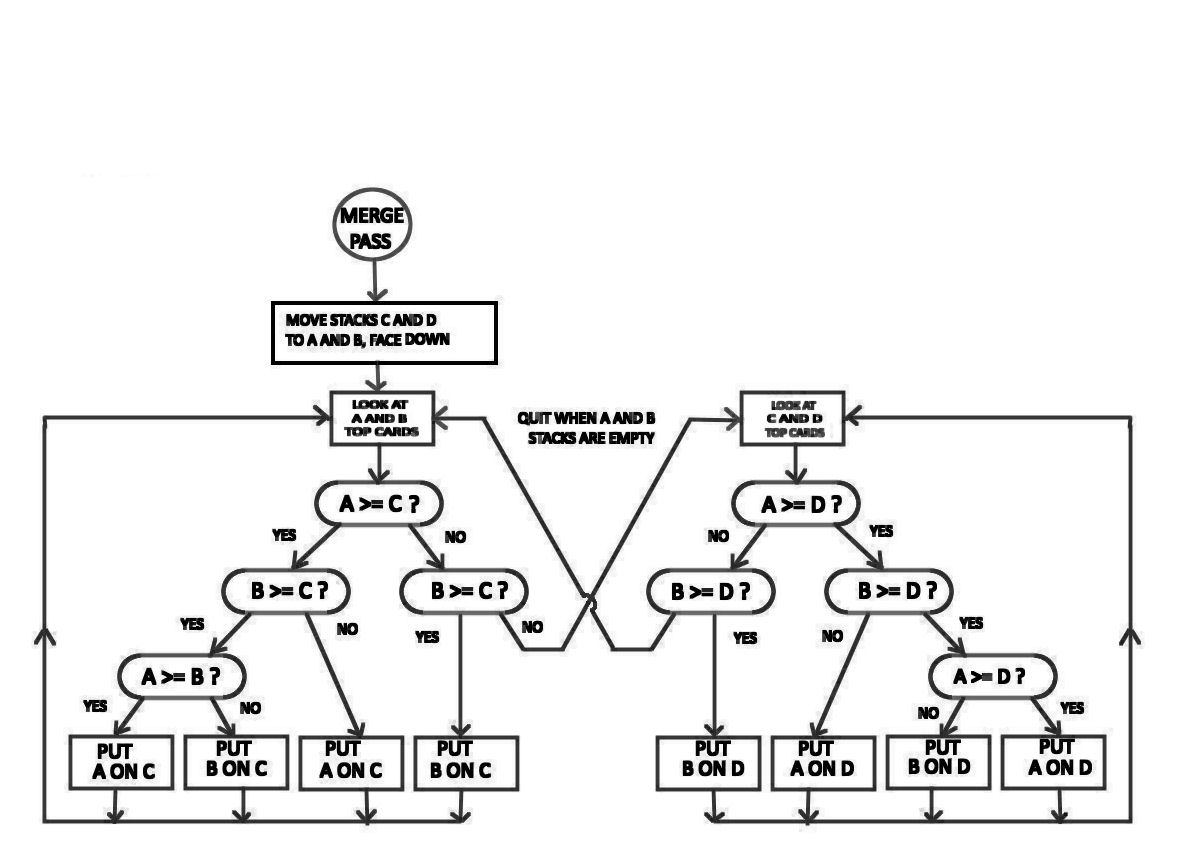 MERGE
PASS
MOVE STACKS C AND D
TO A AND B, FACE DOWN
LOOK AT
A AND B
TOP CARDS
QUIT WHEN A AND B
STACKS ARE EMPTY
LOOK AT
C AND D
TOP CARDS
A >= C ?
YES
NO
B >= C ?
B >= C ?
YES
NO
YES
NO
A >= B ?
YES
NO
PUT
A ON C
PUT
B ON C
PUT
A ON C
PUT
B ON C
A >= D ?
NO
YES
B >= D ?
B >= D ?
YES
NO
YES
A >= D ?
NO
YES
PUT
B ON D
PUT
A ON D
PUT
B ON D
PUT
A ON D